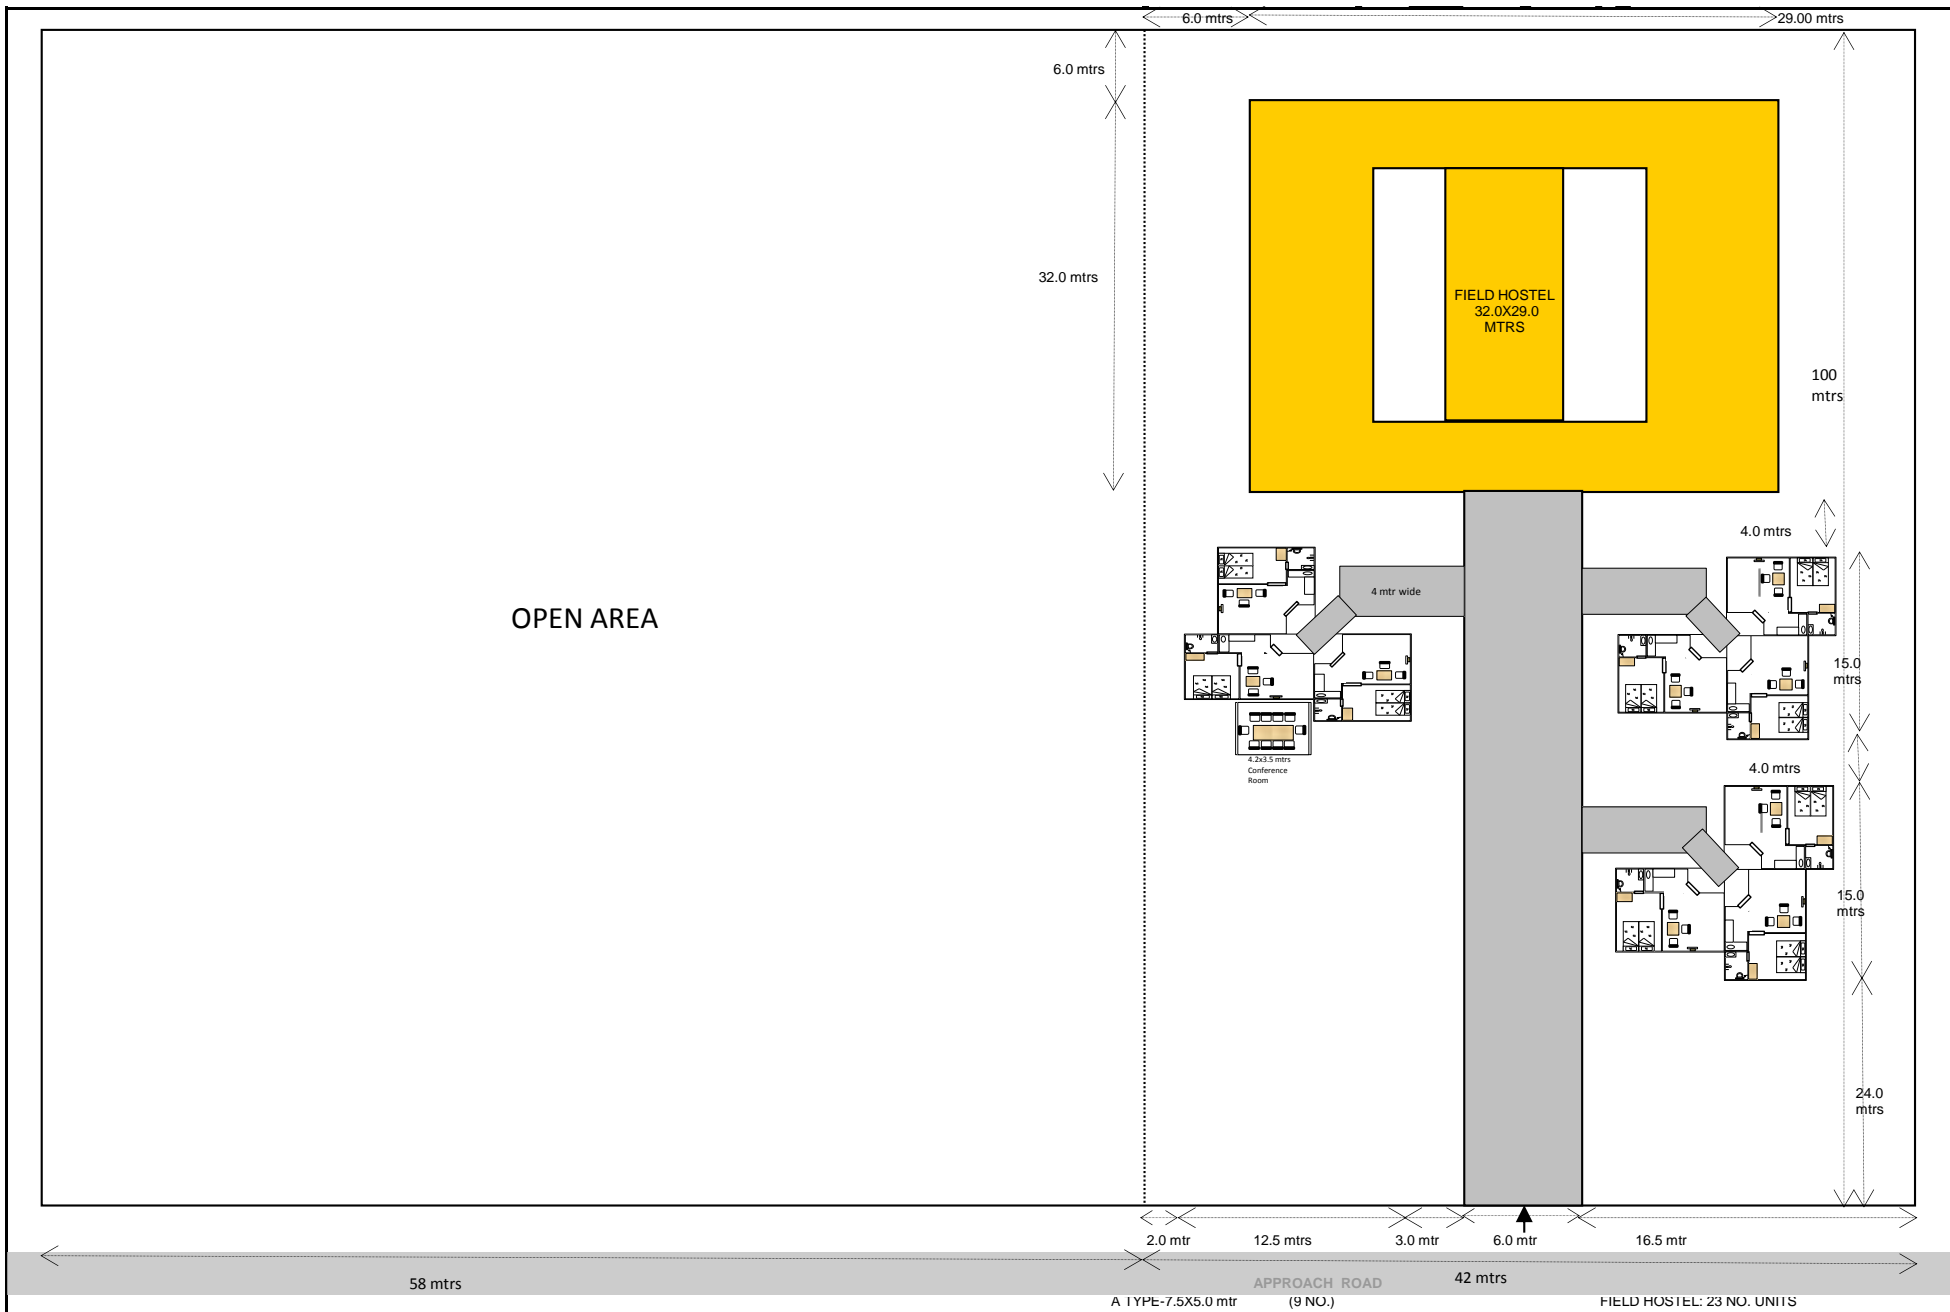 6.0 mtrs
29.00 mtrs
6.0 mtrs
32.0 mtrs
FIELD HOSTEL
32.0X29.0
MTRS
100
mtrs
4.0 mtrs
4 mtr wide
OPEN AREA
15.0
mtrs
4.2x3.5 mtrs
Conference
Room
4.0 mtrs
15.0
mtrs
24.0
mtrs
2.0 mtr
12.5 mtrs
3.0 mtr
6.0 mtr
16.5 mtr
58 mtrs
APPROACH ROAD
42 mtrs
A TYPE-7.5X5.0 mtr
(9 NO.)
FIELD HOSTEL: 23 NO. UNITS